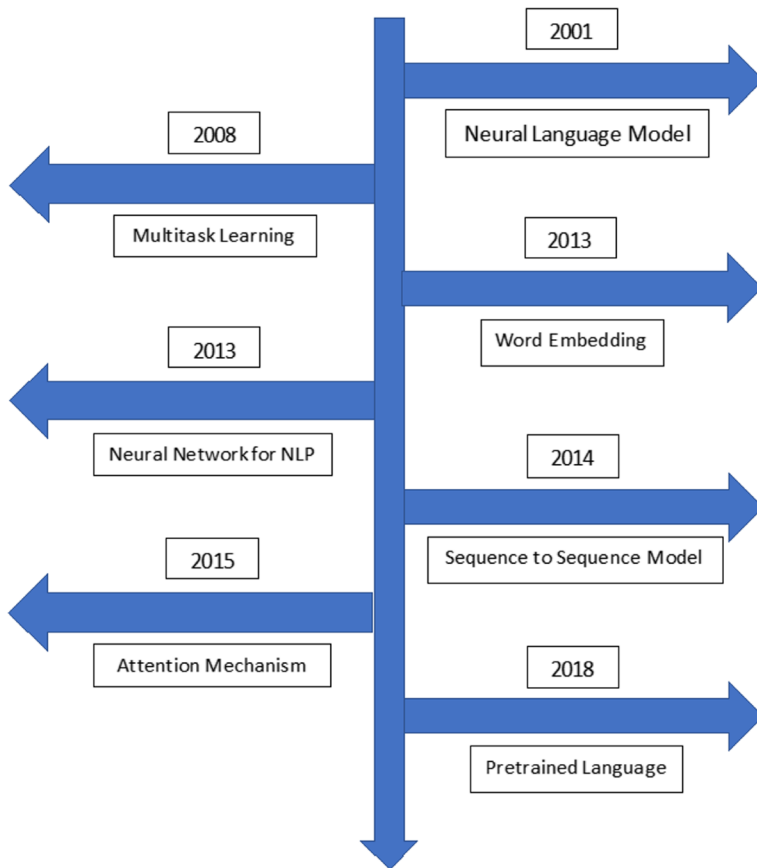 2001
Neural Language Model
2008
Multitask Learning
2013
Word Embedding
2013
Neural Network for NLP
2014
Sequence to Sequence Model
2015
Attention Mechanism
2018
Pretrained Language